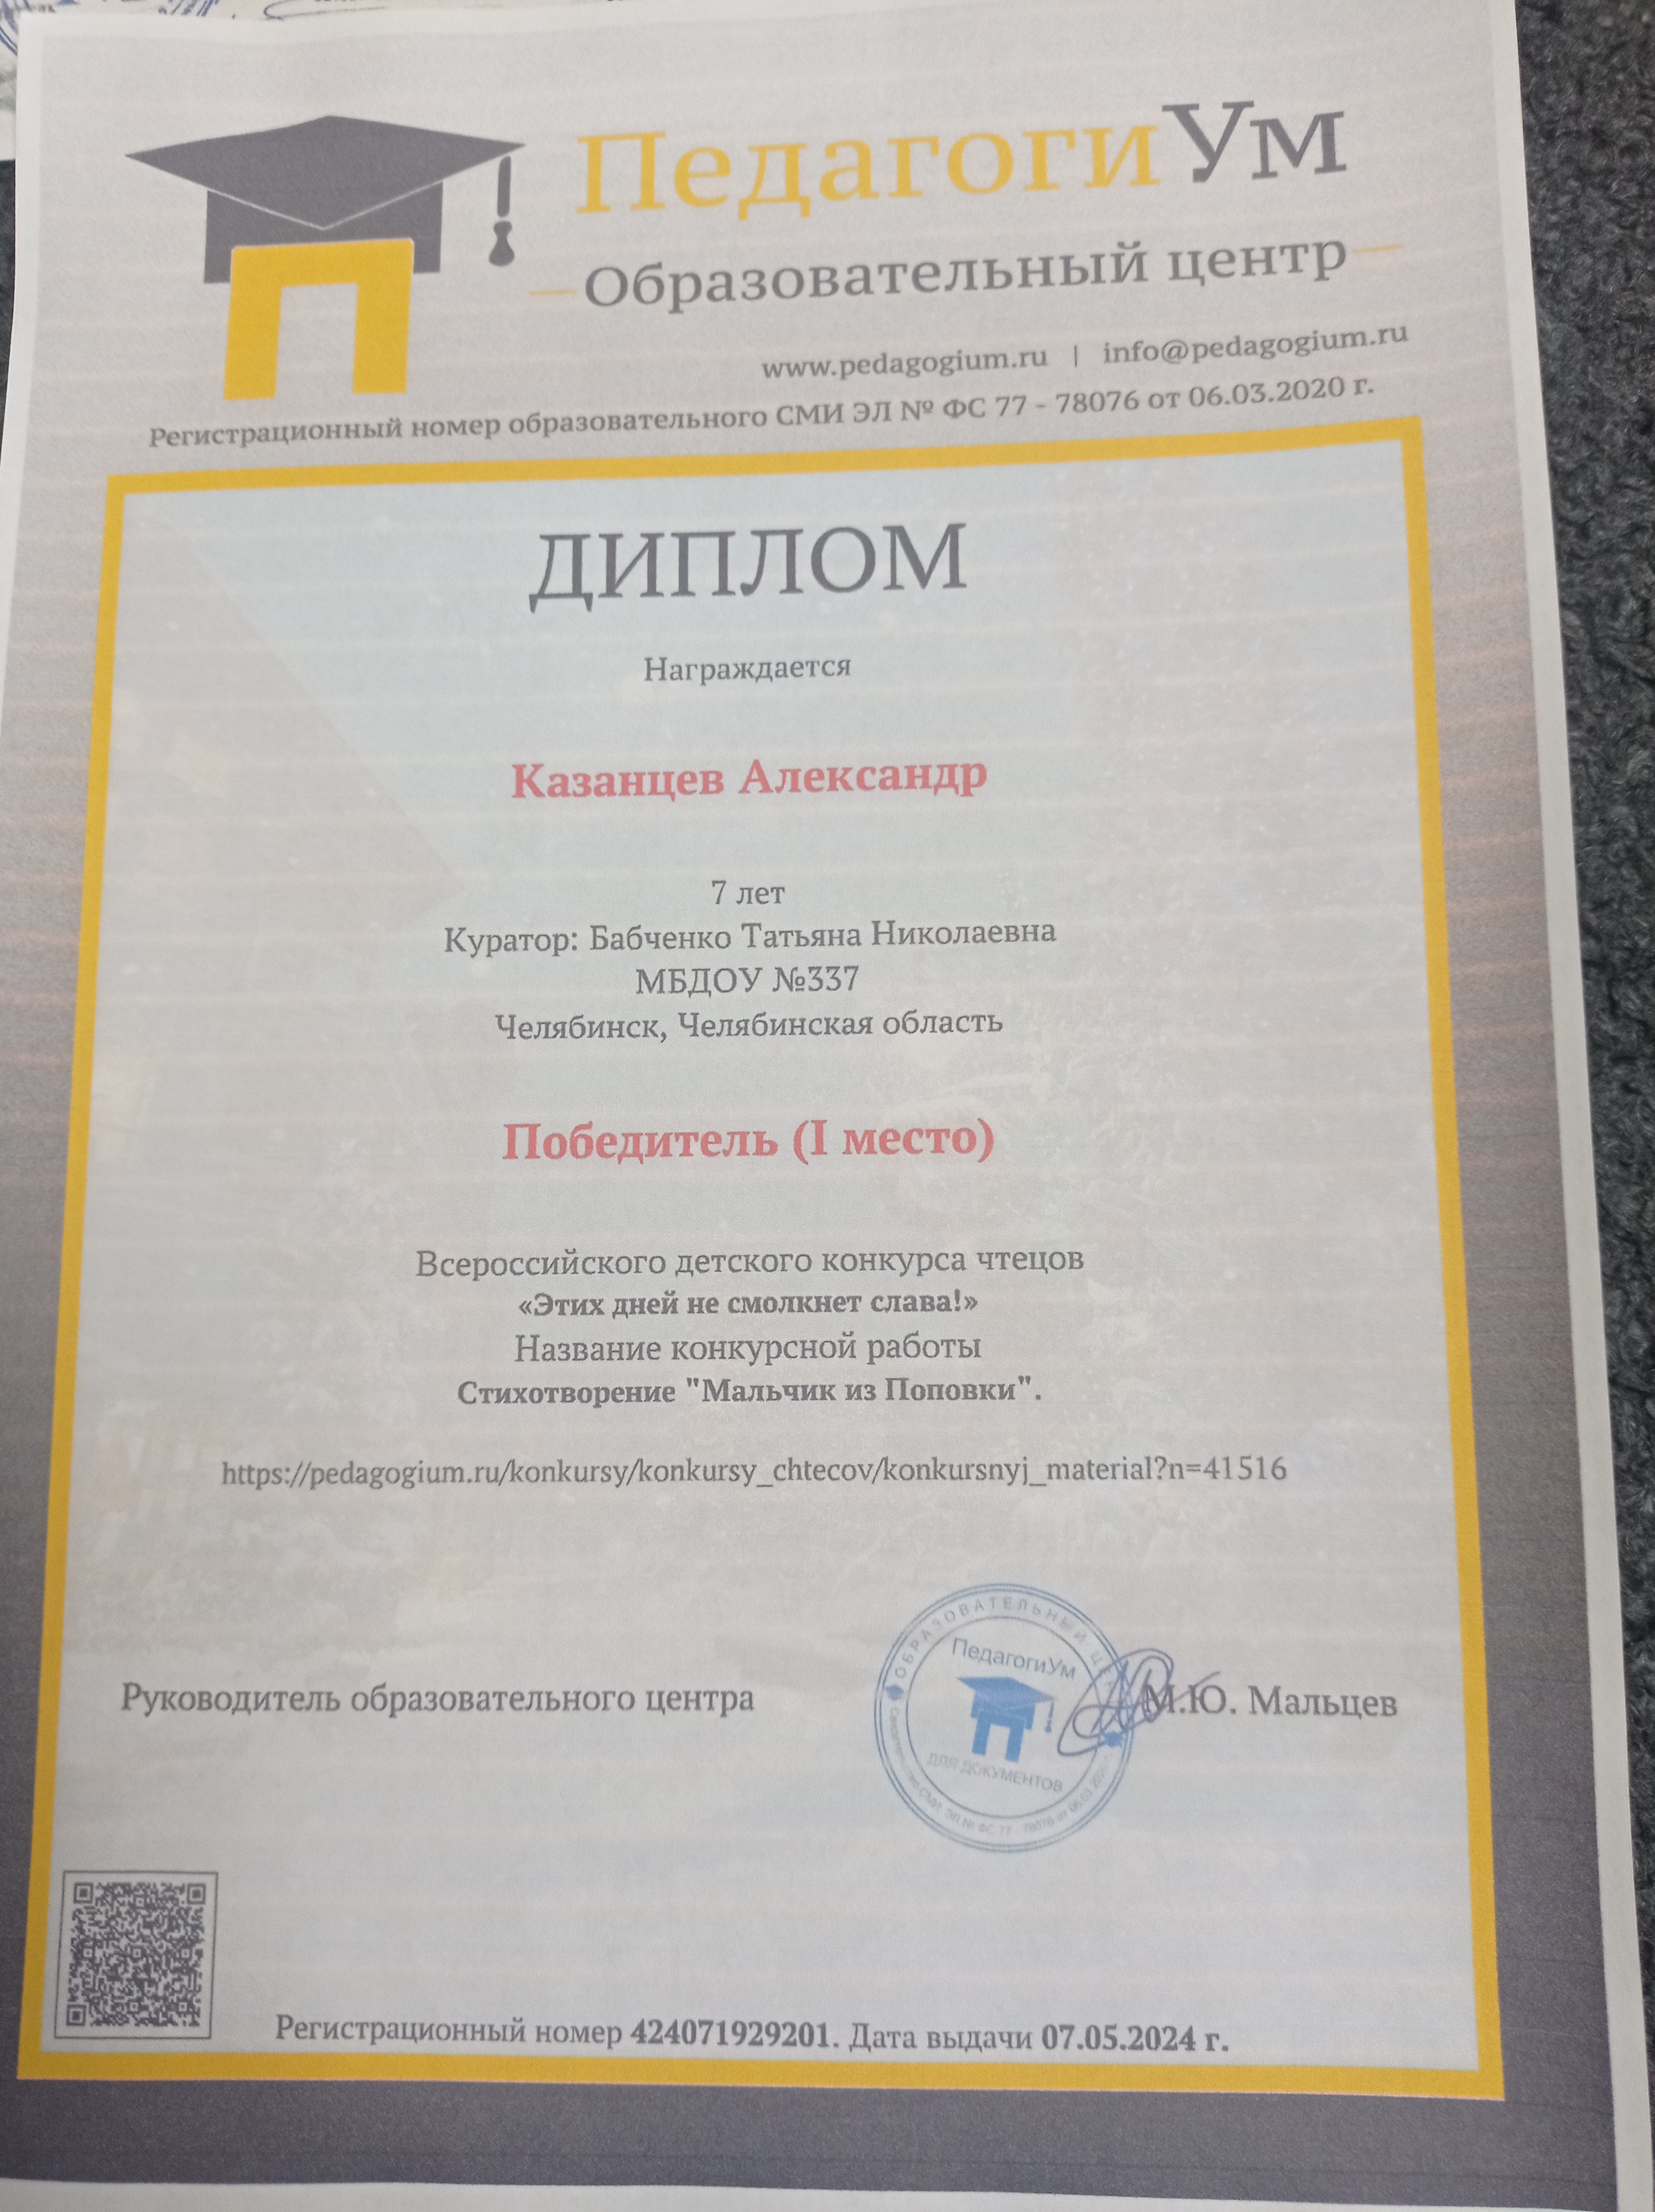 ПедагогиУм
Образовательный центр
www.pedagogium.ru | info@pedagogium.ru
Регистрационный номер образовательного СМИ ЭЛ № ФС 77 - 78076 от 06.03.2020 г.
ДИПЛОМ
Награждается
Казанцев Александр
7 лет
Куратор: Бабченко Татьяна Николаевна
МБДОУ №337
Челябинск, Челябинская область
Победитель (I место)
Всероссийского детского конкурса чтецов
«Этих дней не смолкнет слава!»
Название конкурсной работы
Стихотворение "Мальчик из Поповки".
https://pedagogium.ru/konkursy/konkursy_chtecov/konkursnyj_material?n=41516
ОБРАЗОВАТЕЛЬНЫЙ
ПедагогиУм
ДЛЯ ДОКУМЕНТОВ
Руководитель образовательного центра
М.Ю. Мальцев
Регистрационный номер 424071929201. Дата выдачи 07.05.2024 г.